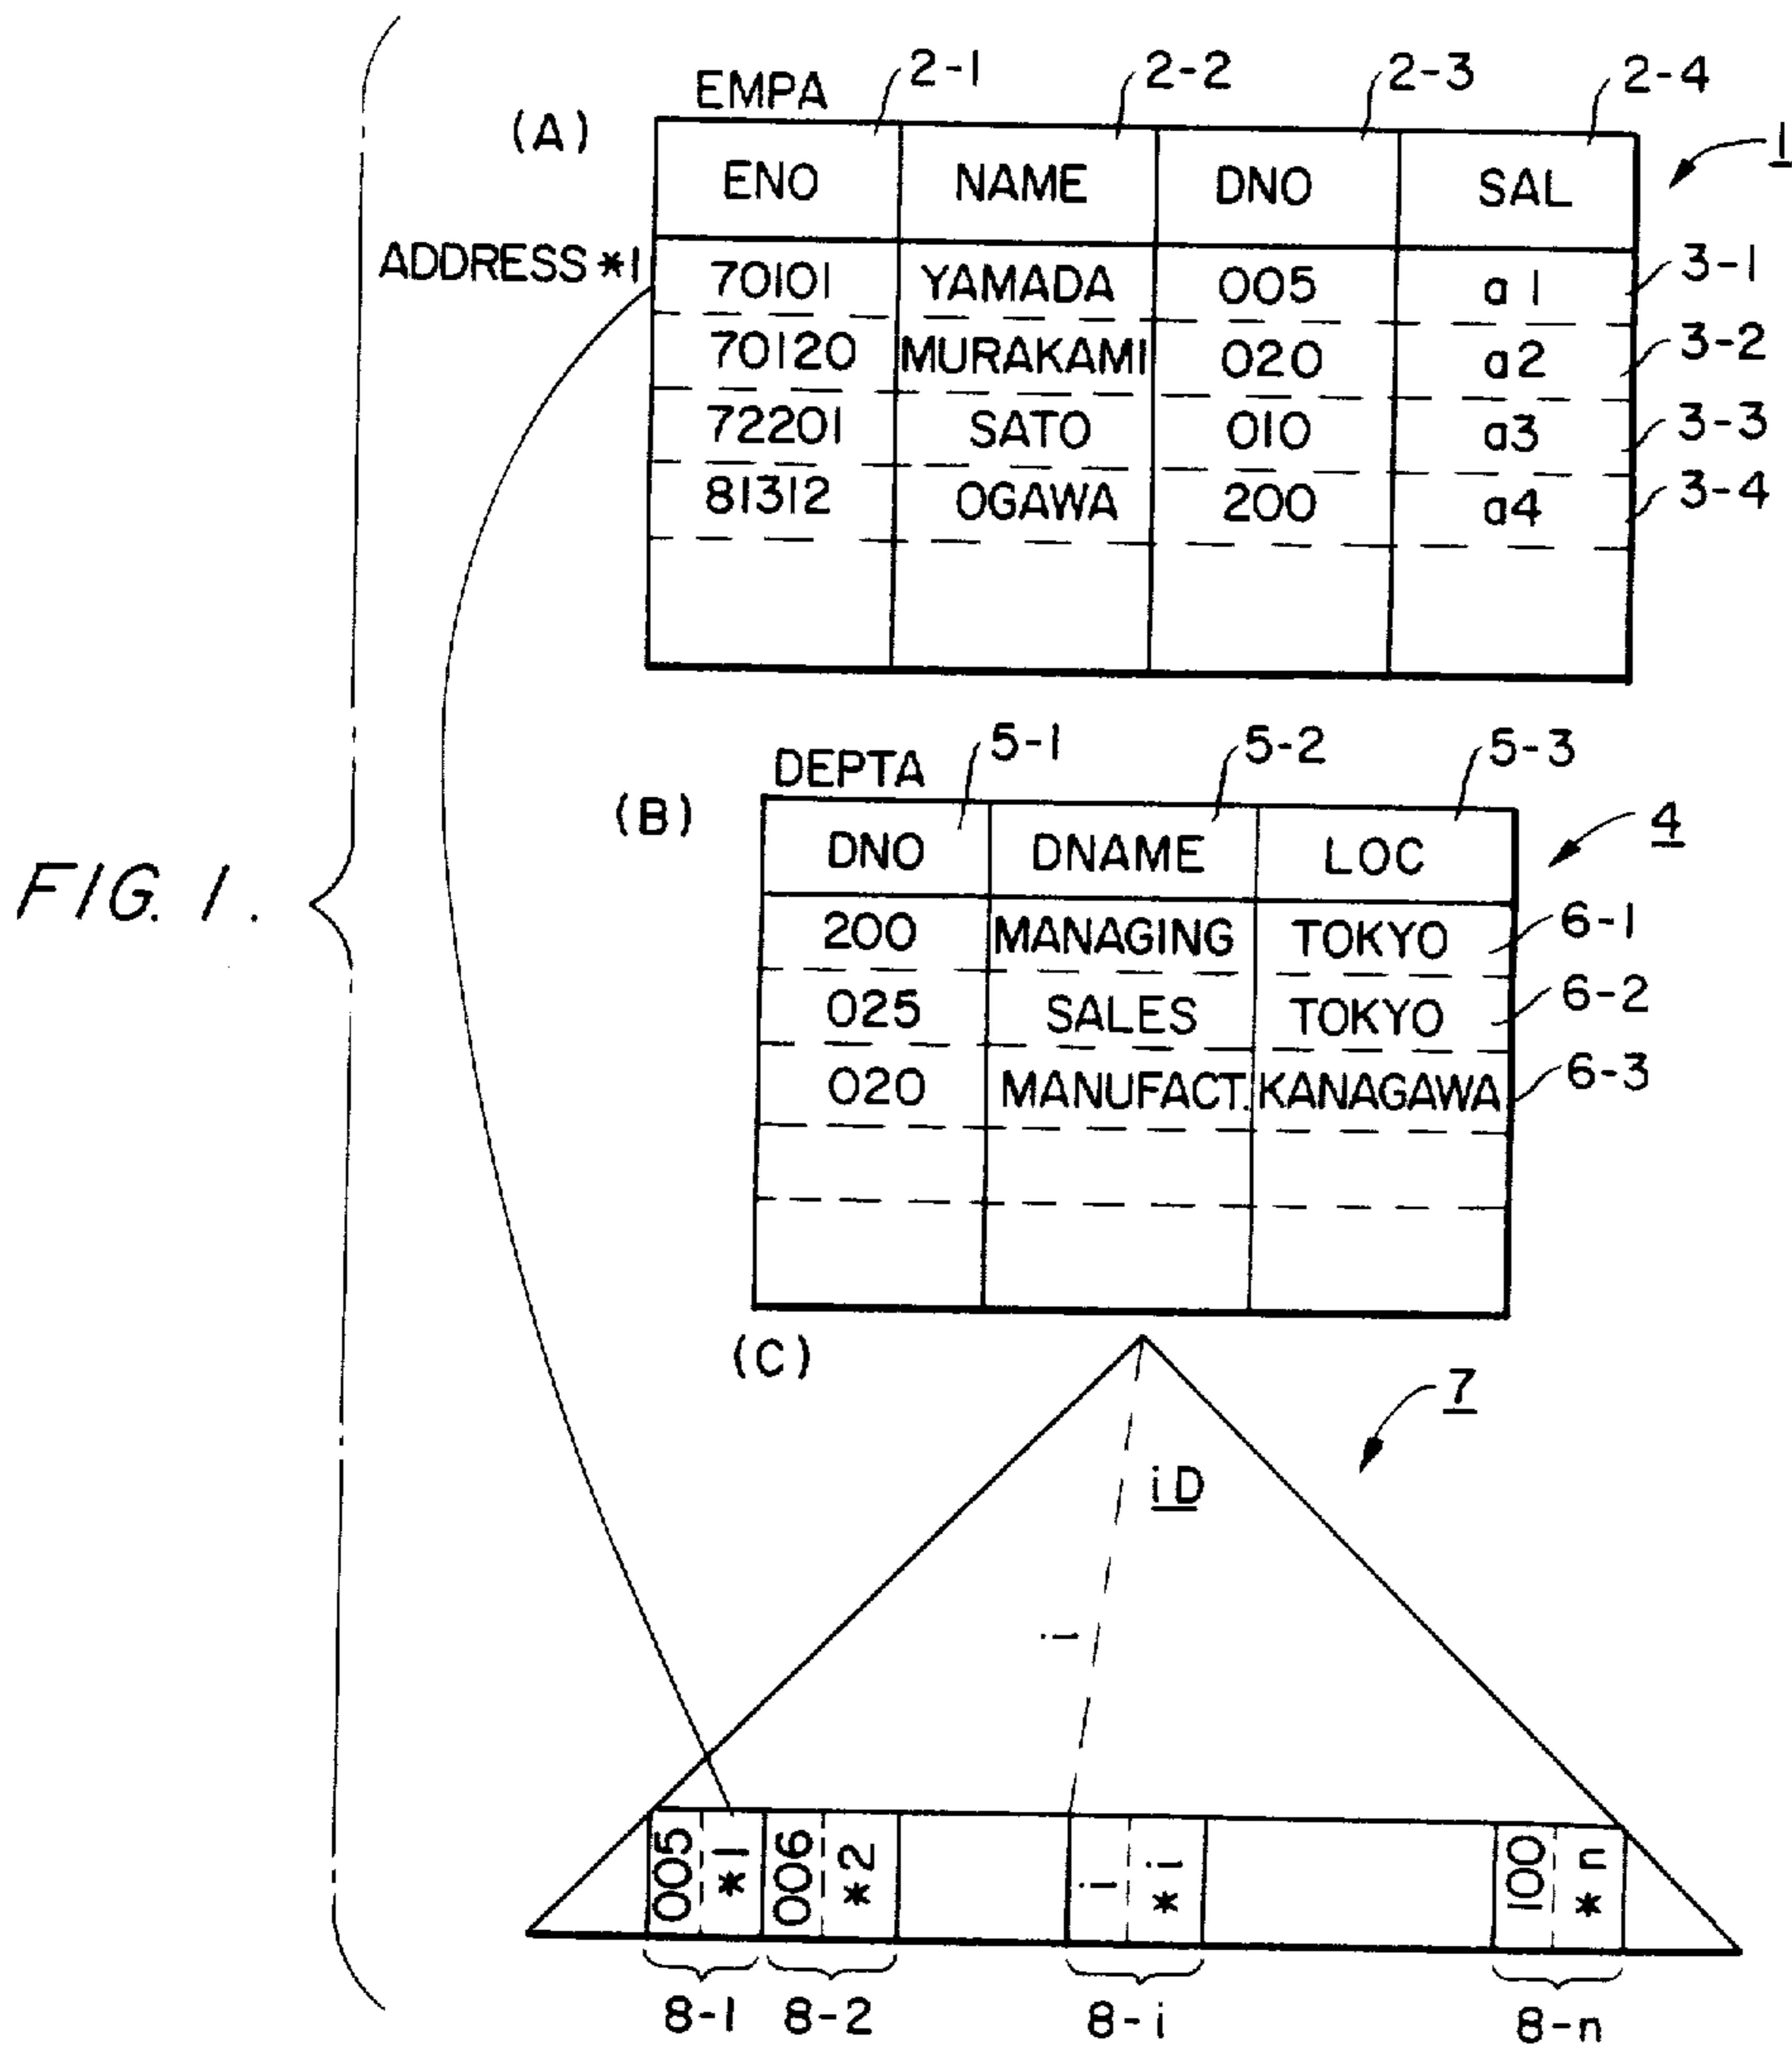 FIG. 1.
(A)
EMPA 2-1 2-2 2-3 2-4
1
ENO NAME DNO SAL
ADDRESS *1
70101 YAMADA 005 a1 3-1
70120 MURAKAMI 020 a2 3-2
72201 SATO 010 a3 3-3
81312 OGAWA 200 a4 3-4
(B)
DEPTA 5-1 5-2 5-3
4
DNO DNAME LOC
200 MANAGING TOKYO 6-1
025 SALES TOKYO 6-2
020 MANUFACT. KANAGAWA 6-3
(C)
7
iD
i
005 *1 006 *2 i *i 100 *n
8-1 8-2 8-i 8-n